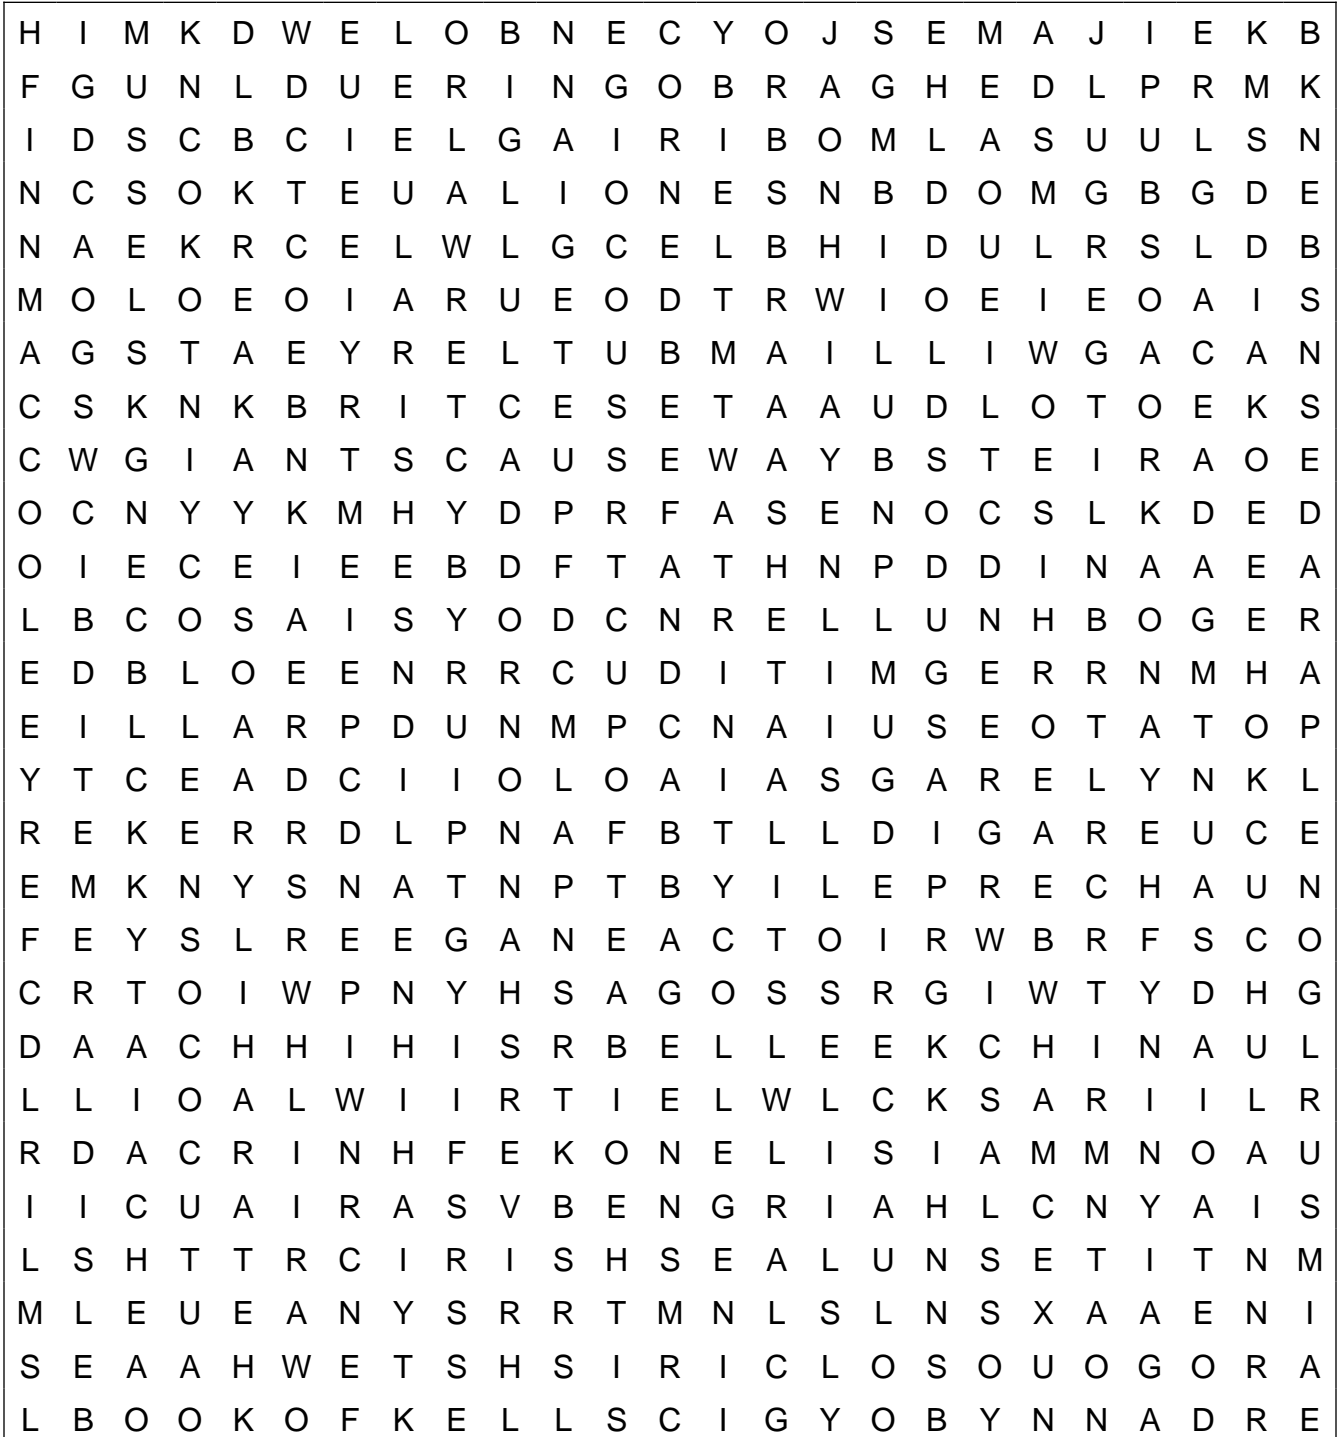 H I M K D W E L O B N E C Y O J S E M A J I E K B
F G U N L D U E R I N G O B R A G H E D L P R M K
I D S C B C I E L G A I R I B O M L A S U U L S N
N C S O K T E U A L I O N E S N B D O M G B G D E
N A E K R C E L W L G C E L B H I D U L R S L D B
M O L O E O I A R U E O D T R W I O E I E O A I S
A G S T A E Y R E L T U B M A I L L I W G A C A N
C S K N K B R I T C E S E T A A U D L O T O E K S
C W G I A N T S C A U S E W A Y B S T E I R A O E
O C N Y Y K M H Y D P R F A S E N O C S L K D E D
O I E C E I E E B D F T A T H N P D D I N A A E A
L B C O S A I S Y O D C N R E L L U N H B O G E R
E D B L O E E N R R C U D I T I M G E R R N M H A
E I L L A R P D U N M P C N A I U S E O T A T O P
Y T C E A D C I I O L O A I A S G A R E L Y N K L
R E K E R R D L P N A F B T L L D I G A R E U C E
E M K N Y S N A T N P T B Y I L E P R E C H A U N
F E Y S L R E E G A N E A C T O I R W B R F S C O
C R T O I W P N Y H S A G O S S R G I W T Y D H G
D A A C H H I H I S R B E L L E E K C H I N A U L
L L I O A L W I I R T I E L W L C K S A R I I L R
R D A C R I N H F E K O N E L I S I A M M N O A U
I I C U A I R A S V B E N G R I A H L C N Y A I S
L S H T T R C I R I S H S E A L U N S E T I T N M
M L E U E A N Y S R R T M N L S L N S X A A E N I
S E A A H W E T S H S I R I C L O S O U O G O R A
L B O O K O F K E L L S C I G Y O B Y N N A D R E